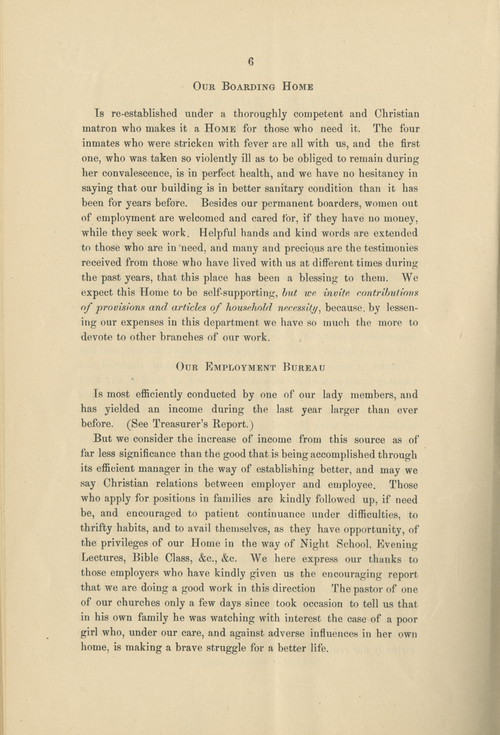 6
Our Boarding Home
Is re-established under a thoroughly competent and Christian
matron who makes it a Home for those who need it. The four
inmates who were stricken with fever are all with us, and the first
one, who was taken so violently ill as to be obliged to remain during
her convalescence, is in perfect health, and we have no hesitancy in
saying that our building is in better sanitary condition than it has
been for years before. Besides our permanent boarders, women out
of employment are welcomed and cared for, if they have no money,
while they seek work. Helpful hands and kind words are extended
to those who are in need, and many and precious are the testimonies
received from those who have lived with us at different times during
the past years, that this place has been a blessing to them. We
expect this Home to be self-supporting, but we invite contributions
of provisions and articles of household necessity, because, by lessen-
ing our expenses in this department we have so much the more to
devote to other branches of our work.
Our Employment Bureau
Is most efficiently conducted by one of our lady members, and
has yielded an income during the last year larger than ever
before. (See Treasurer's Report.)
But we consider the increase of income from this source as of
far less significance than the good that is being accomplished through
its efficient manager in the way of establishing better, and may we
say Christian relations between employer and employee. Those
who apply for positions in families are kindly followed up, if need
be, and encouraged to patient continuance under difficulties, to
thrifty habits, and to avail themselves, as they have opportunity, of
the privileges of our Home in the way of Night School, Evening
Lectures, Bible Class, &c., &c. We here express our thanks to
those employers who have kindly given us the encouraging report
that we are doing a good work in this direction The pastor of one
of our churches only a few days since took occasion to tell us that
in his own family he was watching with interest the case of a poor
girl who, under our care, and against adverse influences in her own
home, is making a brave struggle for a better life.